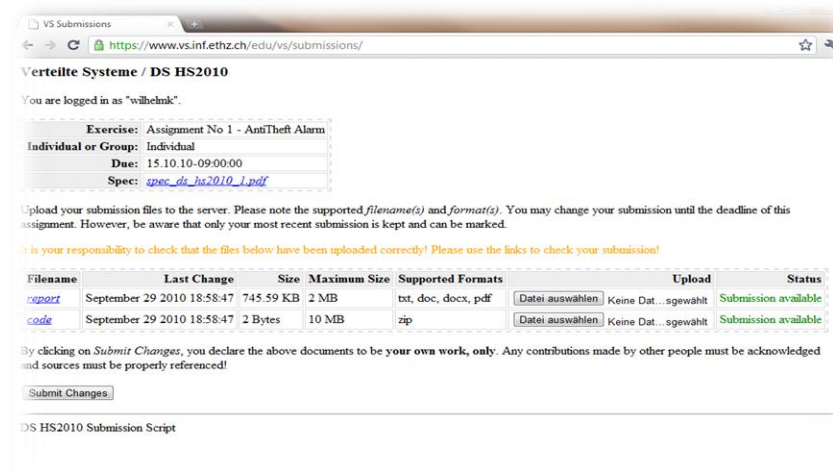 VS Submissions
https://www.vs.inf.ethz.ch/edu/vs/submissions/
Verteilte Systeme / DS HS2010
You are logged in as "wilhelmk".
Exercise: Assignment No 1 - AntiTheft Alarm
Individual or Group: Individual
Due: 15.10.10-09:00:00
Spec: spec_ds_hs2010_1.pdf
Upload your submission files to the server. Please note the supported filename(s) and format(s). You may change your submission until the deadline of this
assignment. However, be aware that only your most recent submission is kept and can be marked.
It is your responsibility to check that the files below have been uploaded correctly! Please use the links to check your submission!
Filename Last Change Size Maximum Size Supported Formats Upload Status
report September 29 2010 18:58:47 745.59 KB 2 MB txt, doc, docx, pdf Datei auswählen Keine Dat...sgewählt Submission available
code September 29 2010 18:58:47 2 Bytes 10 MB zip Datei auswählen Keine Dat...sgewählt Submission available
By clicking on Submit Changes, you declare the above documents to be your own work, only. Any contributions made by other people must be acknowledged
and sources must be properly referenced!
Submit Changes
DS HS2010 Submission Script